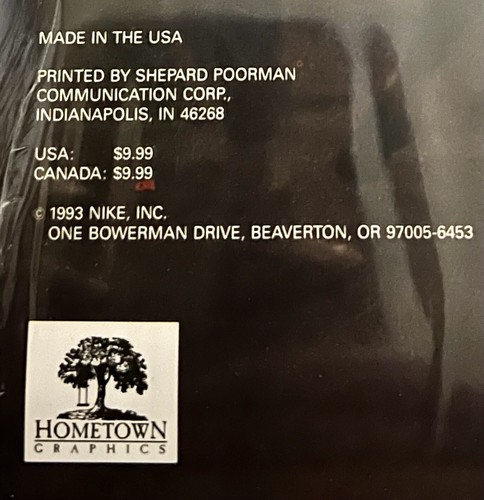 MADE IN THE USA
PRINTED BY SHEPARD POORMAN
COMMUNICATION CORP.,
INDIANAPOLIS, IN 46268
USA: $9.99
CANADA: $9.99
© 1993 NIKE, INC.
ONE BOWERMAN DRIVE, BEAVERTON, OR 97005-6453
HOMETOWN
GRAPHICS